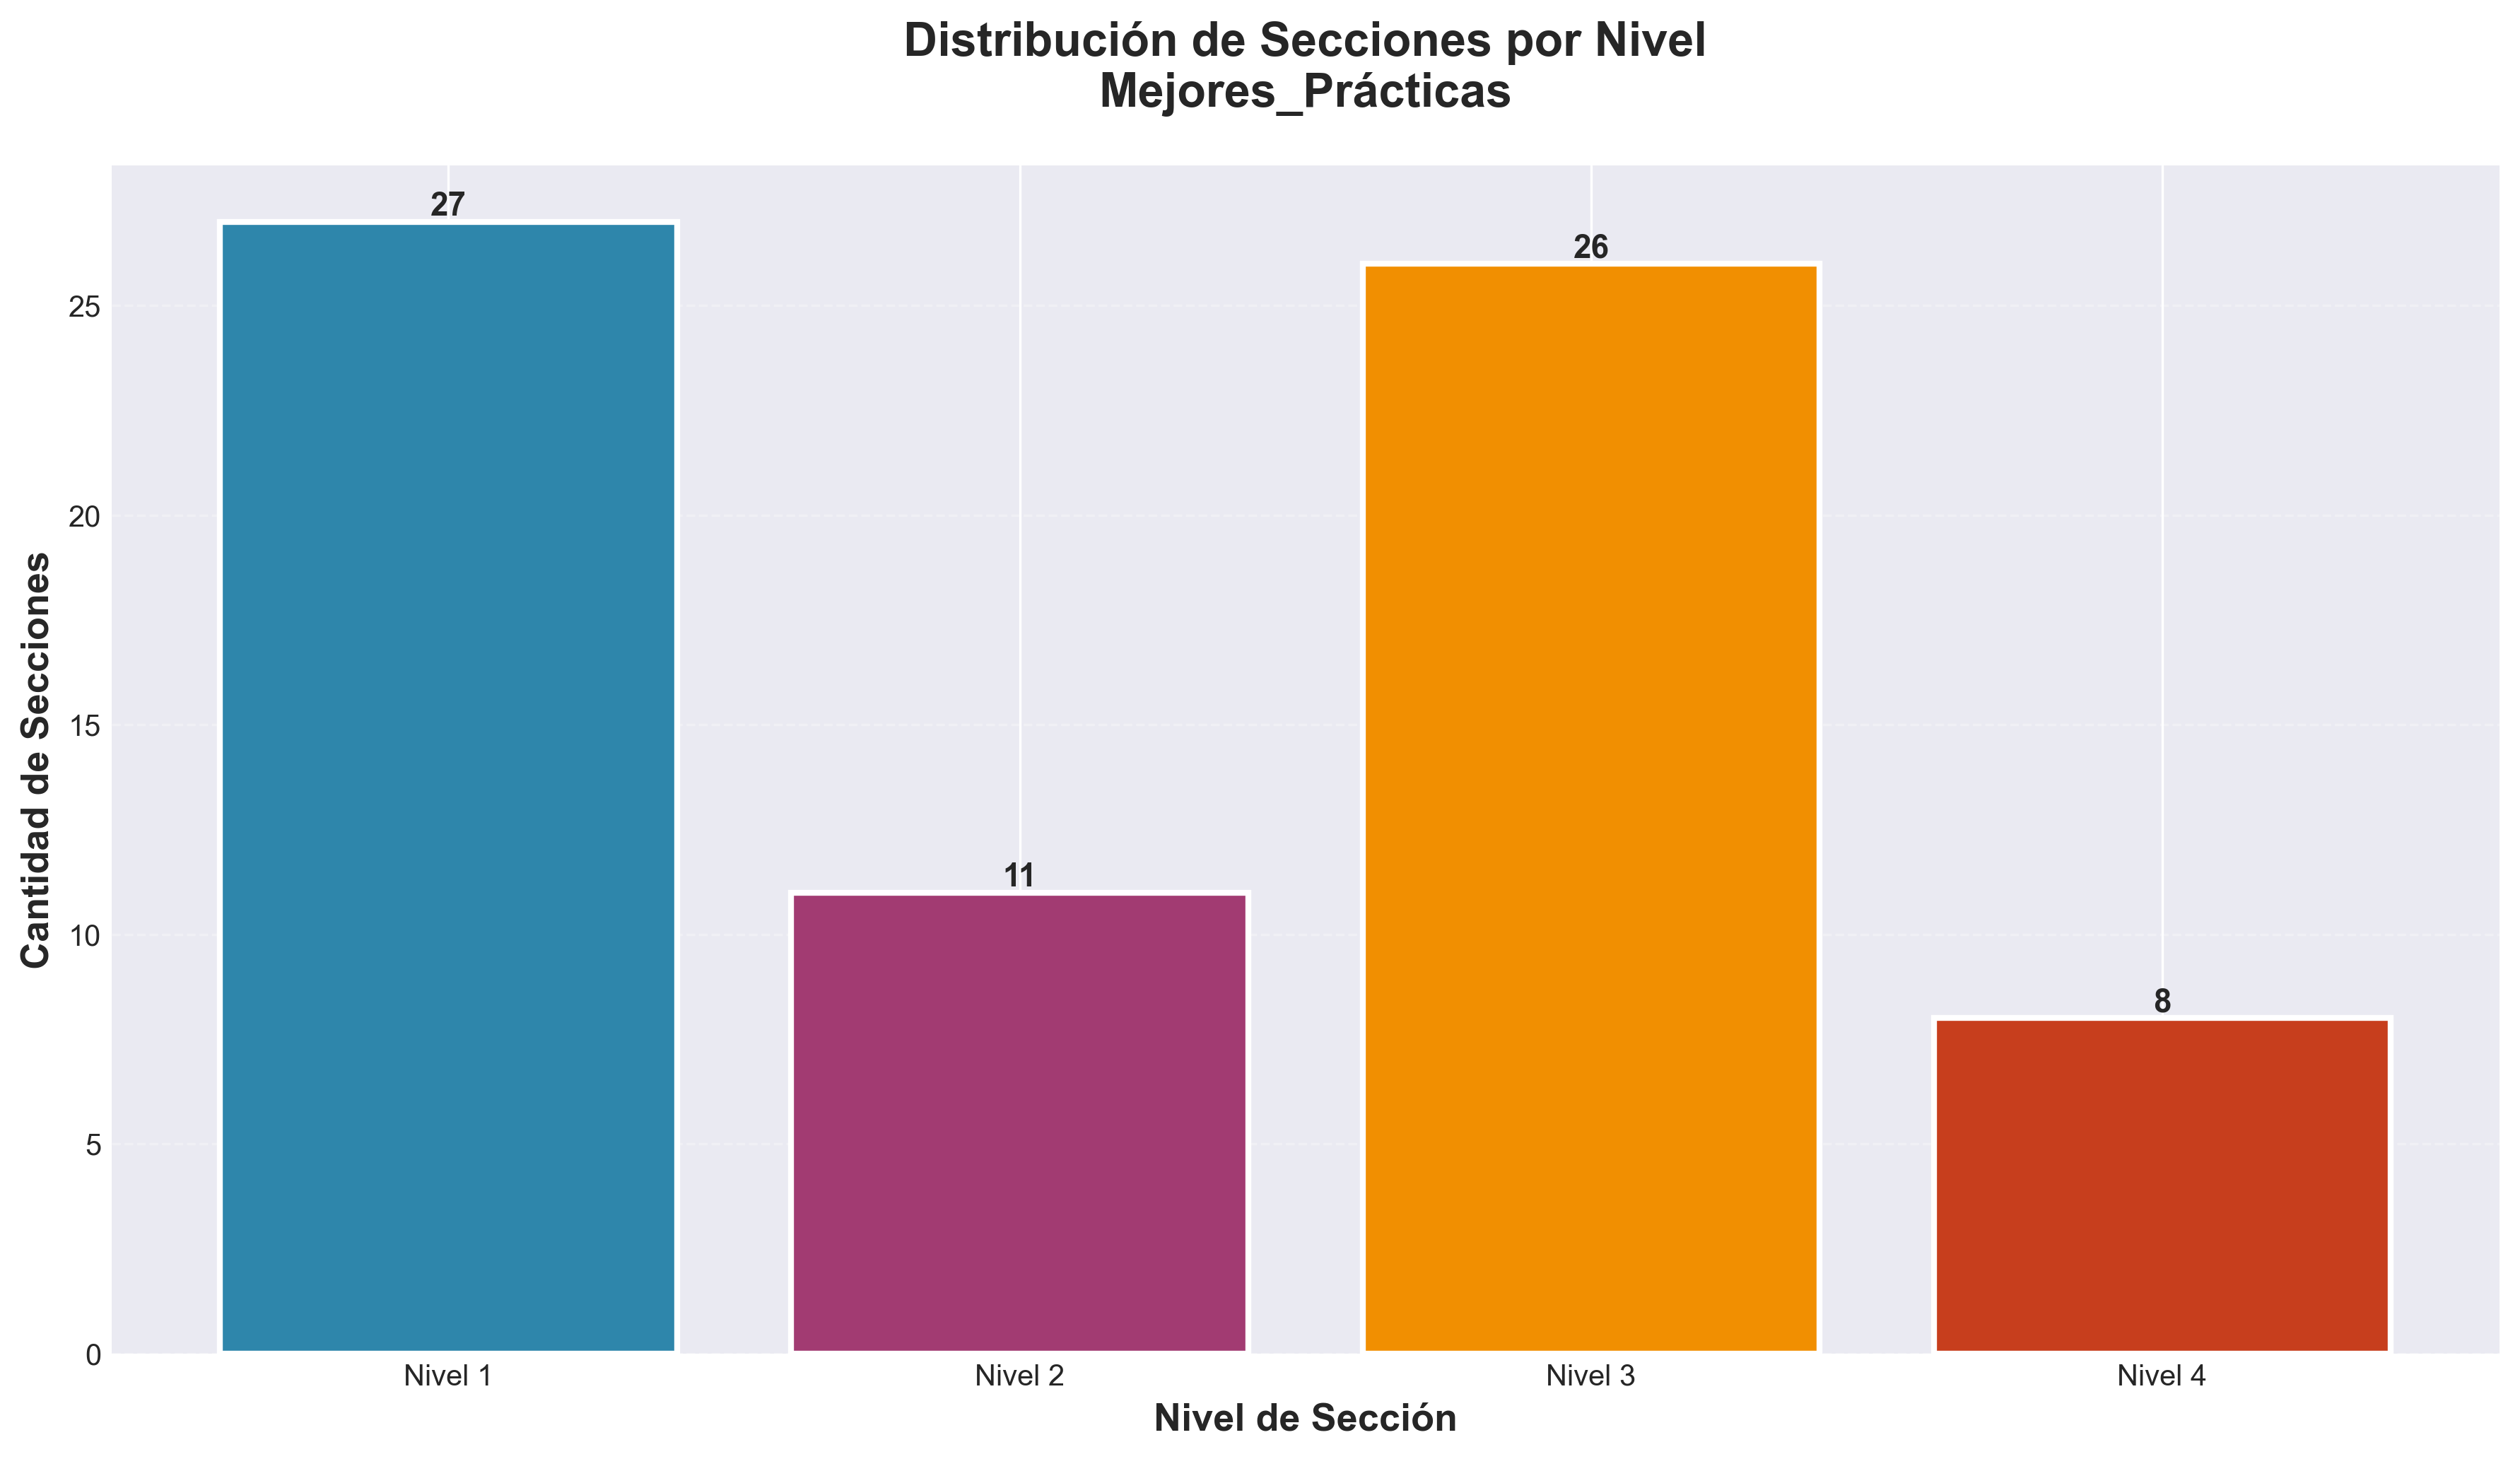 Distribución de Secciones por Nivel
Mejores_Prácticas
27
11
26
8
25
20
15
10
5
0
Cantidad de Secciones
Nivel 1
Nivel 2
Nivel 3
Nivel 4
Nivel de Sección